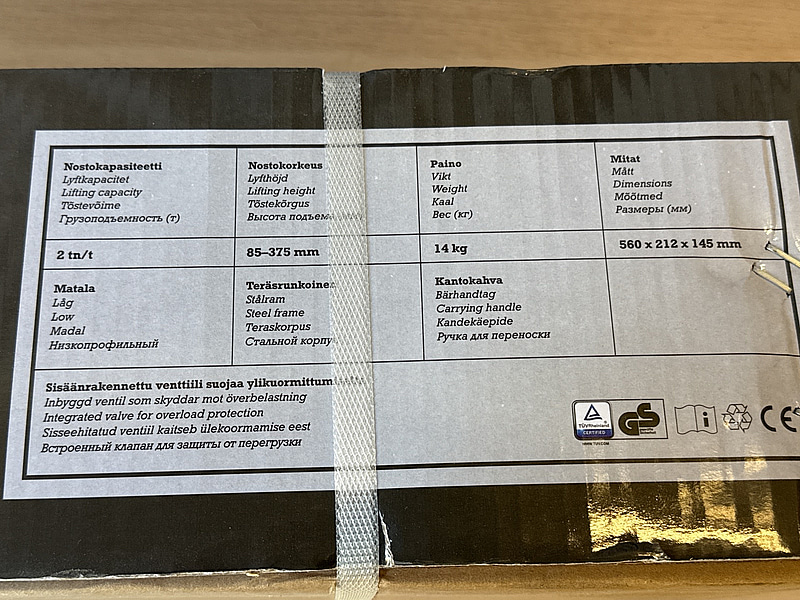 Nostokapasiteetti
Lyftkapacitet
Lifting capacity
Tõstevõime
Грузоподъемность (т)
2 tn/t
Nostokorkeus
Lyfthöjd
Lifting height
Tõstekõrgus
Высота
85–375 mm
Paino
Vikt
Weight
Kaal
Вес (кг)
14 kg
Mitat
Mått
Dimensions
Mõõtmed
Размеры (мм)
560 x 212 x 145 mm
Matala
Låg
Low
Madal
Низкопрофильный
Stålram
Steel frame
Teraskorpus
Стальной
Kantokahva
Bärhandtag
Carrying handle
Kandekäepide
Ручка для переноски
Sisäänrakennettu venttiili suojaa
Inbyggd ventil som skyddar mot överbelastning
Integrated valve for overload protection
Sisseehitatud ventiil kaitseb ülekoormamise eest
Встроенный клапан для защиты от перегрузки
TÜVRheinland
CERTIFIED
GS
i
CE